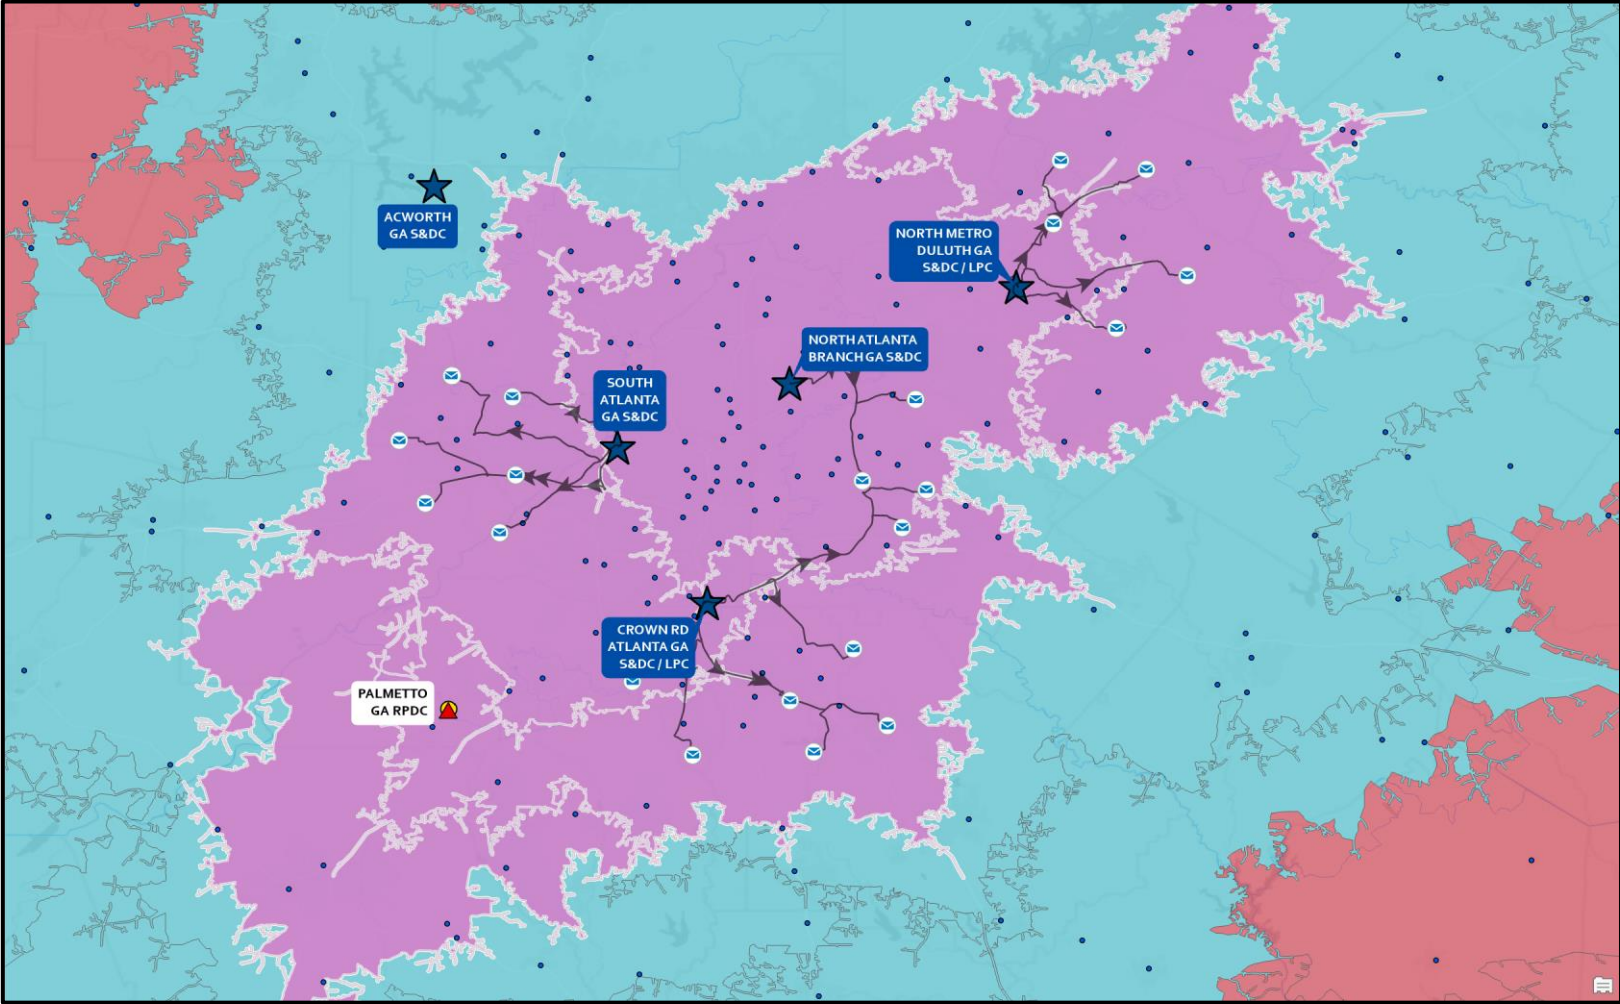 ACWORTH
GA S&DC
NORTH METRO
DULUTH GA
S&DC / LPC
NORTH ATLANTA
BRANCH GA S&DC
SOUTH
ATLANTA
GA S&DC
CROWN RD
ATLANTA GA
S&DC / LPC
PALMETTO
GA RPDC